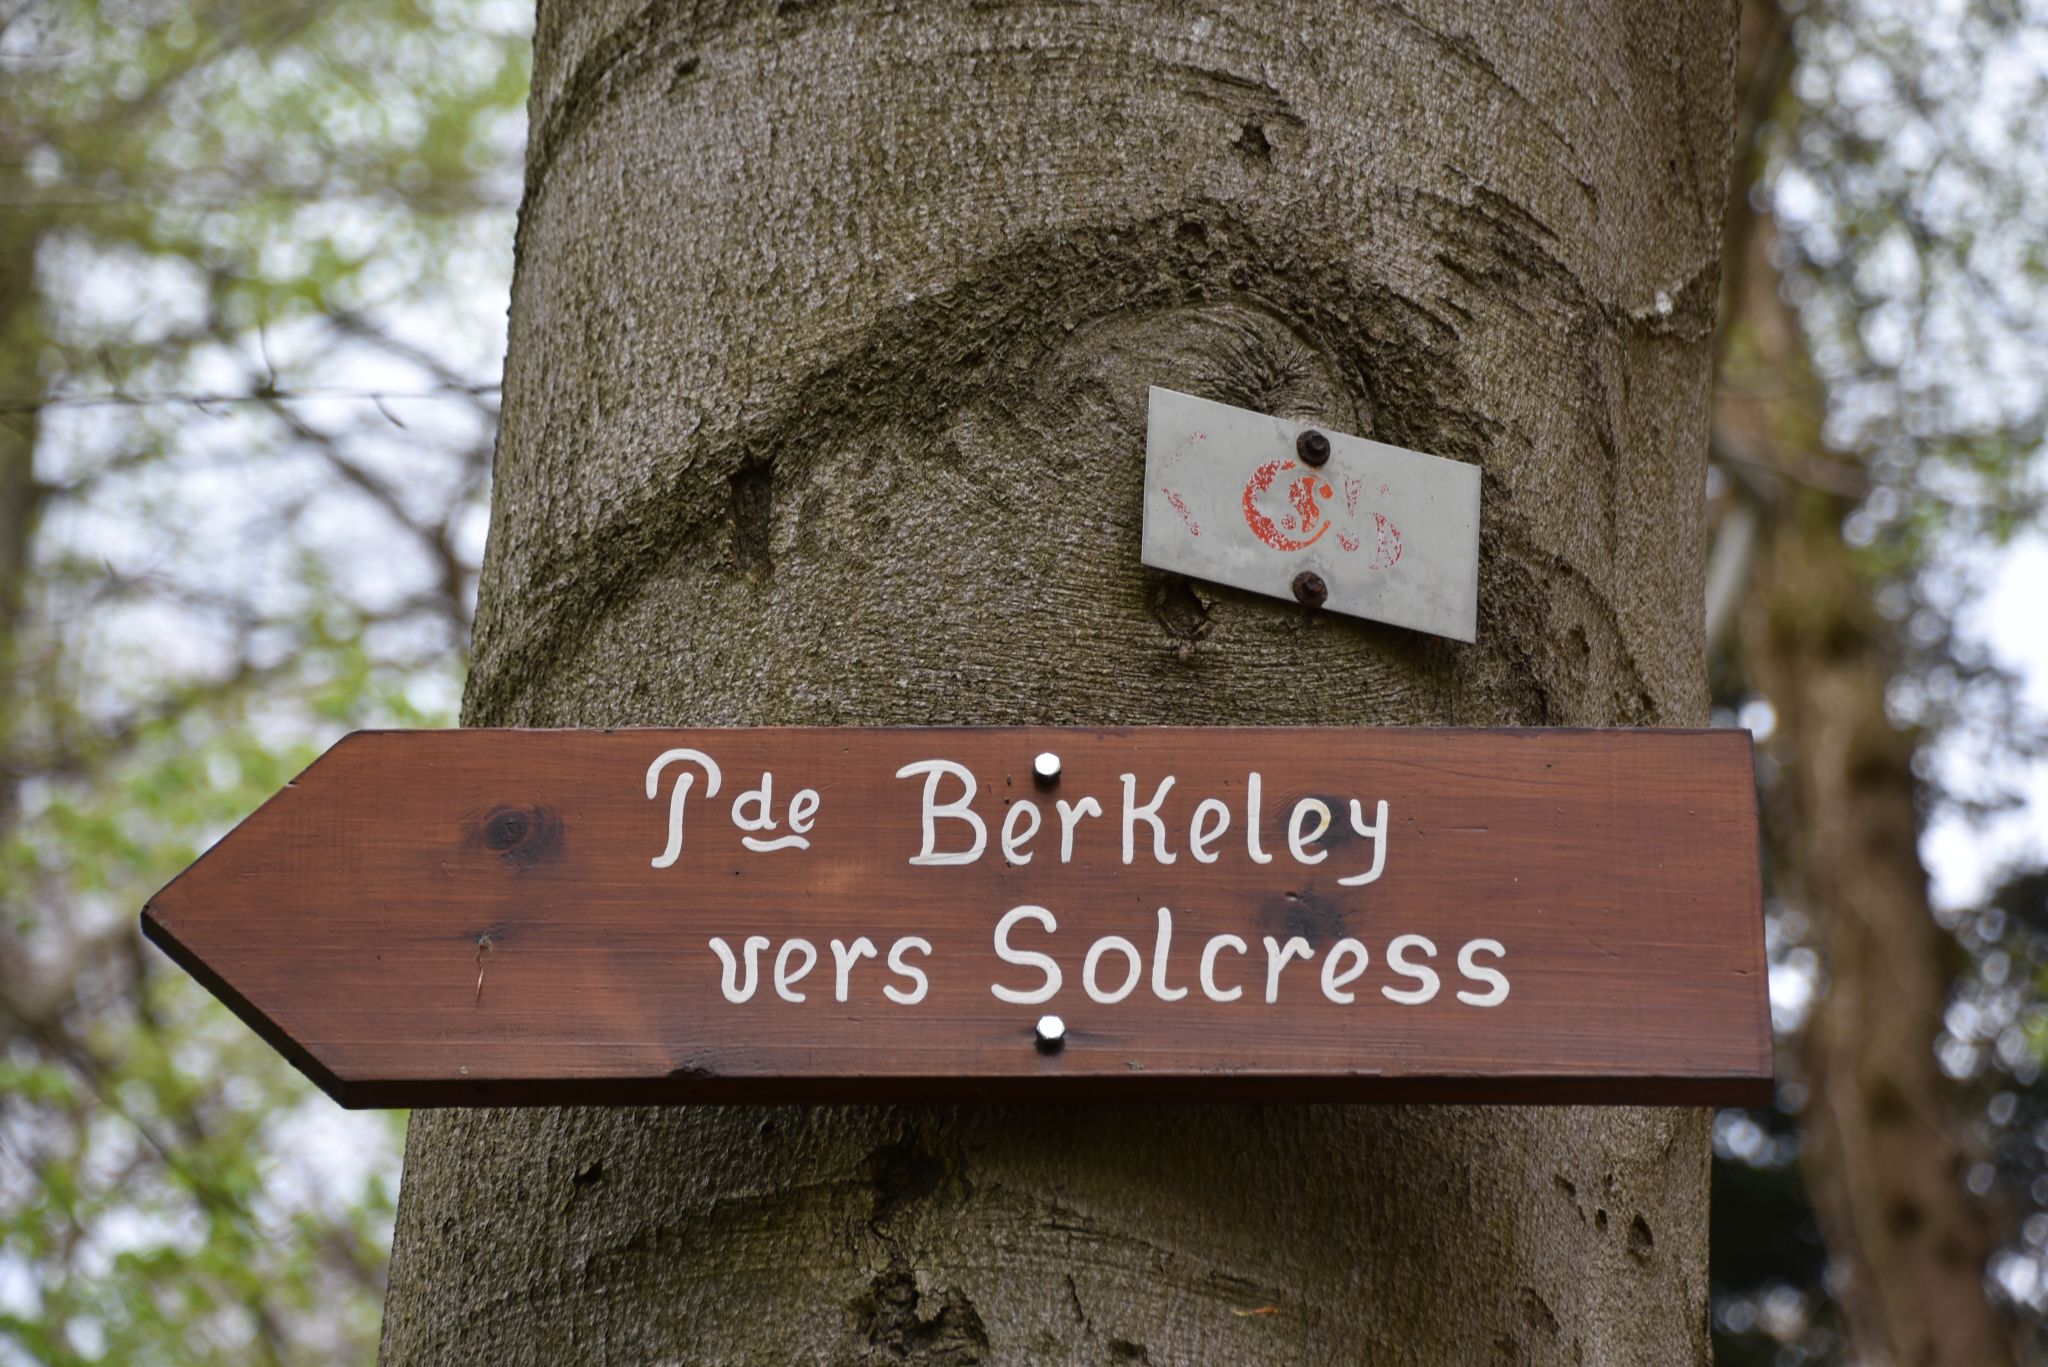 Pde Berkeley
vers Solcress